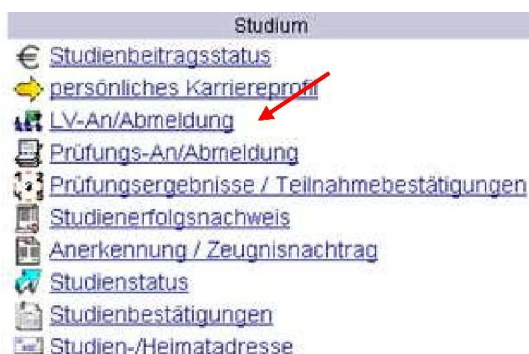 Studium
Studienbeitragsstatus
persönliches Karriereprofil
LV-An/Abmeldung
Prüfungs-An/Abmeldung
Prüfungsergebnisse / Teilnahmebestätigungen
Studienerfolgsnachweis
Anerkennung / Zeugnisnachtrag
Studienstatus
Studienbestätigungen
Studien-/Heimatadresse